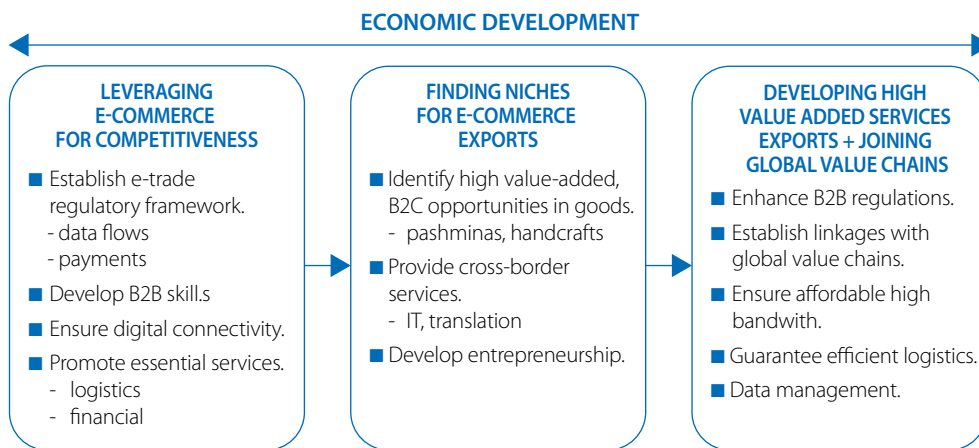 ECONOMIC DEVELOPMENT
LEVERAGING
E-COMMERCE
FOR COMPETITIVENESS
■ Establish e-trade
regulatory framework.
- data flows
- payments
■ Develop B2B skill.s
■ Ensure digital connectivity.
■ Promote essential services.
- logistics
- financial
FINDING NICHES
FOR E-COMMERCE
EXPORTS
■ Identify high value-added,
B2C opportunities in goods.
- pashminas, handcrafts
■ Provide cross-border
services.
- IT, translation
■ Develop entrepreneurship.
DEVELOPING HIGH
VALUE ADDED SERVICES
EXPORTS + JOINING
GLOBAL VALUE CHAINS
■ Enhance B2B regulations.
■ Establish linkages with
global value chains.
■ Ensure affordable high
bandwith.
■ Guarantee efficient logistics.
■ Data management.